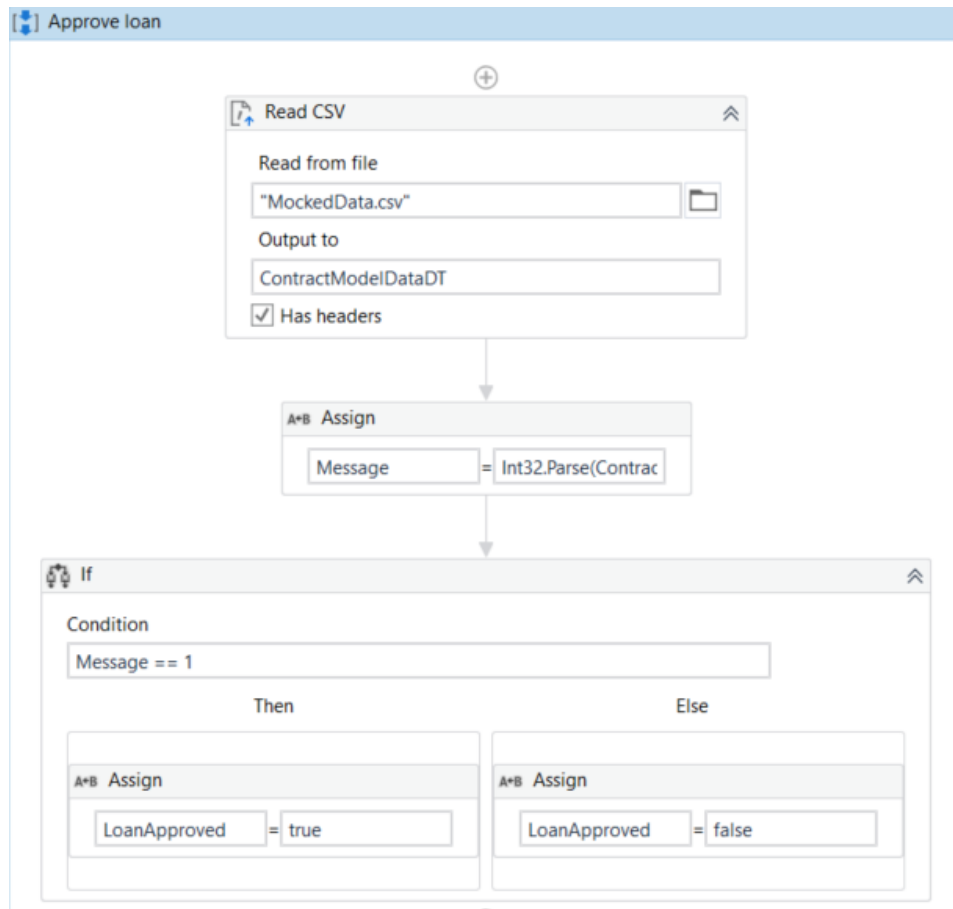 Approve loan
Read CSV
Read from file
"MockedData.csv"
Output to
ContractModelDataDT
Has headers
A+B Assign
Message = Int32.Parse(Contrac
If
Condition
Message == 1
Then Else
A+B Assign A+B Assign
LoanApproved = true LoanApproved = false